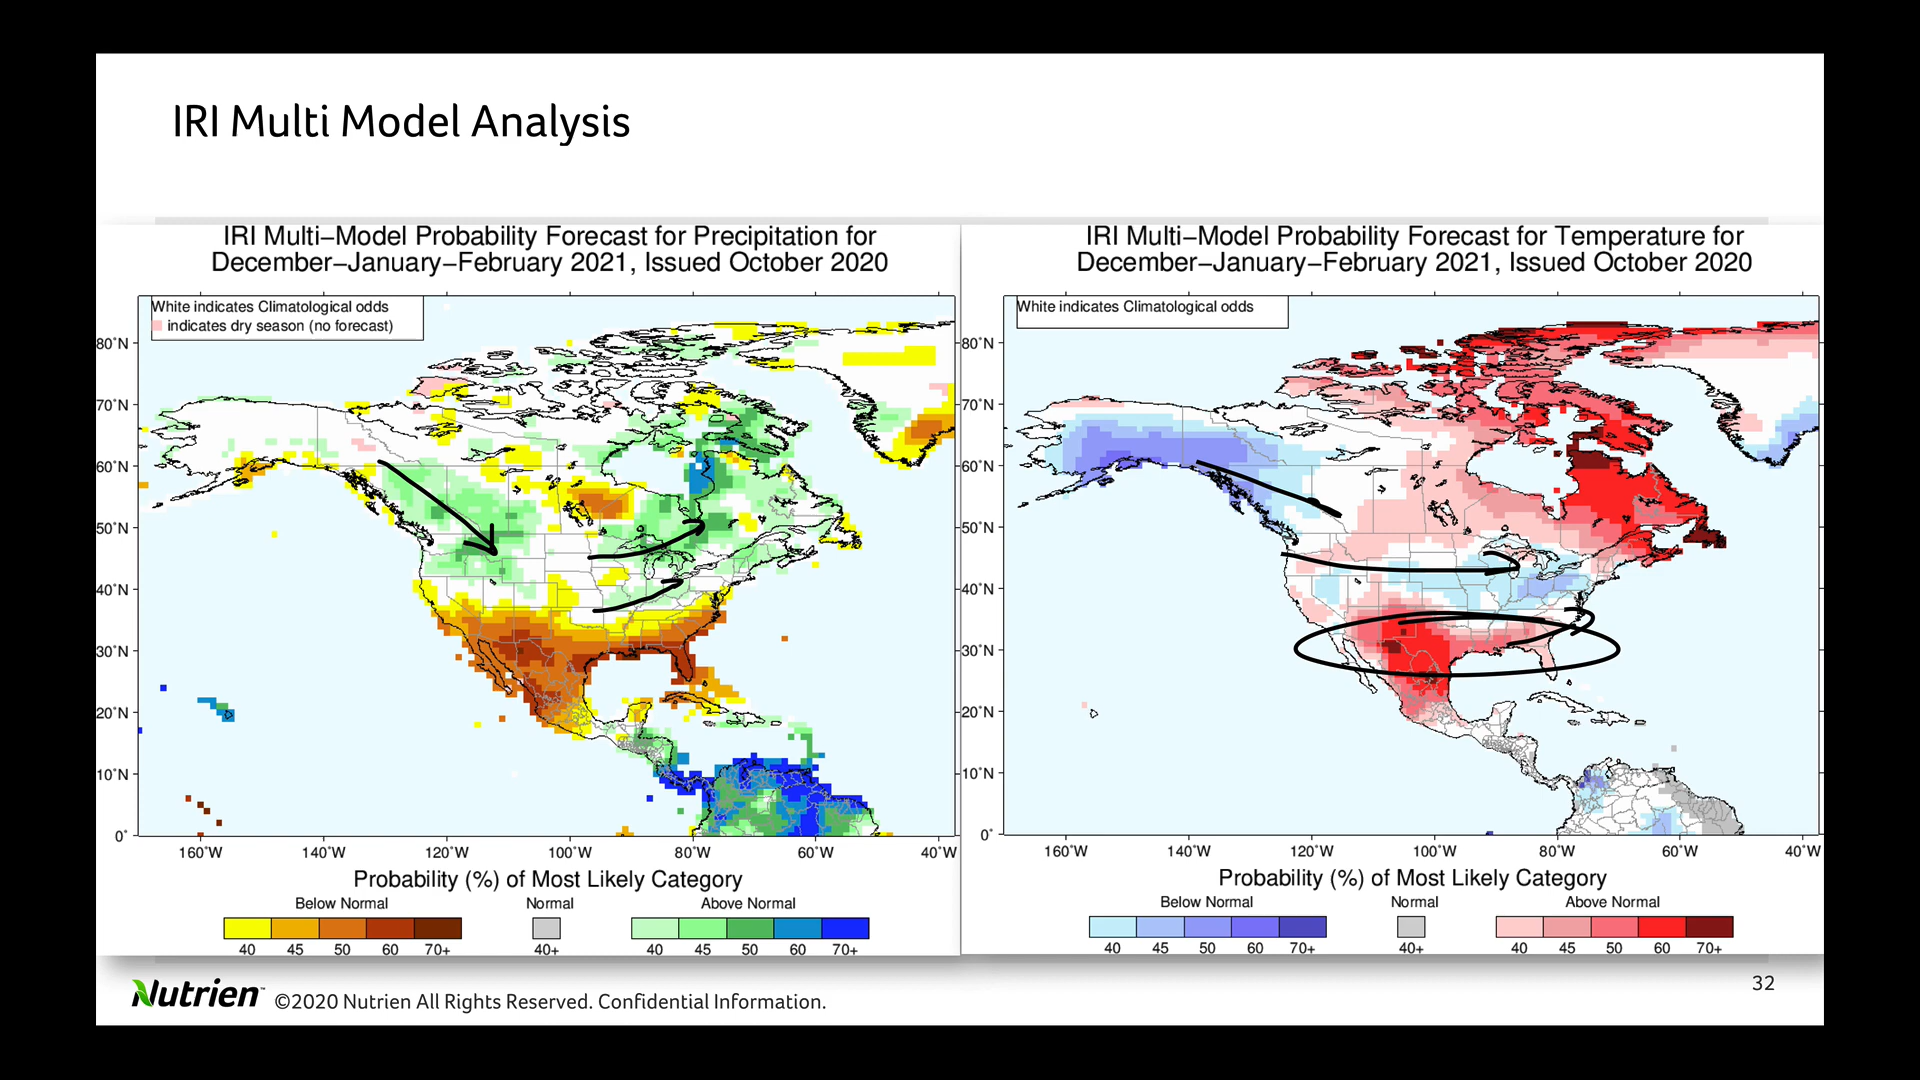 IRI Multi Model Analysis
IRI Multi–Model Probability Forecast for Precipitation for
December–January–February 2021, Issued October 2020
White indicates Climatological odds
indicates dry season (no forecast)
80˚N
70˚N
60˚N
50˚N
40˚N
30˚N
20˚N
10˚N
0˚
160˚W 140˚W 120˚W 100˚W 80˚W 60˚W 40˚W
Probability (%) of Most Likely Category
Below Normal Normal Above Normal
40 45 50 60 70+ 40+ 40 45 50 60 70+
IRI Multi–Model Probability Forecast for Temperature for
December–January–February 2021, Issued October 2020
White indicates Climatological odds
80˚N
70˚N
60˚N
50˚N
40˚N
30˚N
20˚N
10˚N
0˚
160˚W 140˚W 120˚W 100˚W 80˚W 60˚W 40˚W
Probability (%) of Most Likely Category
Below Normal Normal Above Normal
40 45 50 60 70+ 40+ 40 45 50 60 70+
Nutrien™ ©2020 Nutrien All Rights Reserved. Confidential Information.
32